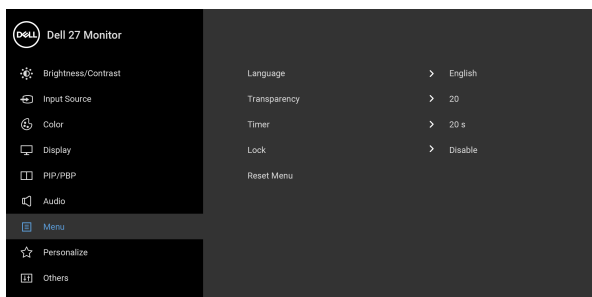 DELL Dell 27 Monitor
Brightness/Contrast
Input Source
Color
Display
PIP/PBP
Audio
Menu
Personalize
Others
Language > English
Transparency > 20
Timer > 20 s
Lock > Disable
Reset Menu